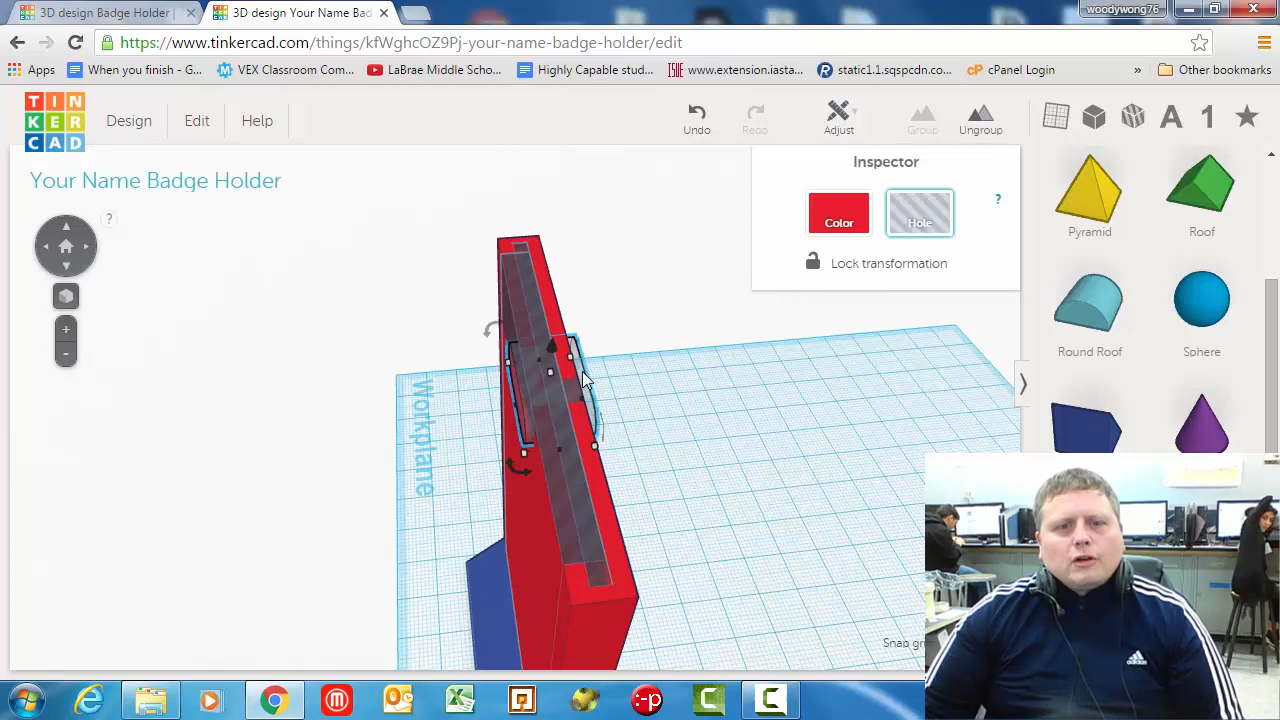 woodywong76
3D design Badge Holder
3D design Your Name Bad
https://www.tinkercad.com/things/kfWghcOZ9Pj-your-name-badge-holder/edit
Apps
When you finish - G...
VEX Classroom Com...
LaBrae Middle Scho...
Highly Capable stud...
www.extension.iasta...
static1.1.sqspcdn.co...
cPanel Login
»
Other bookmarks
TIN
KER
CAD
Design
Edit
Help
Undo
Redo
Adjust
Group
Ungroup
Your Name Badge Holder
?
Inspector
Color
Hole
?
Lock transformation
Pyramid
Roof
Round Roof
Sphere
Workplane
Snap gri
adidas